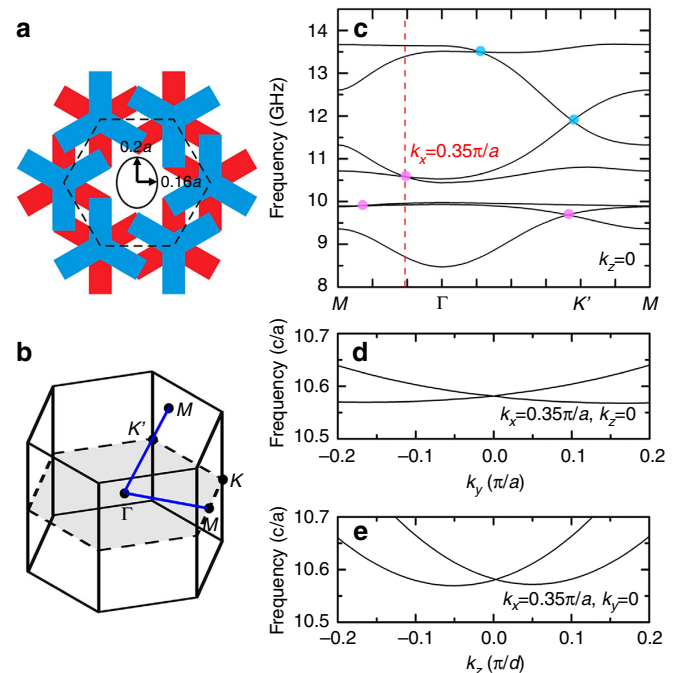 a
0.2a
0.16a
b
M
K'
K
Γ
M
c
Frequency (GHz)
14
13
12
11
10
9
8
kx=0.35π/a
kz=0
M
Γ
K'
M
d
Frequency (c/a)
10.7
10.6
10.5
kx=0.35π/a, kz=0
−0.2
−0.1
0.0
0.1
0.2
ky (π/a)
e
Frequency (c/a)
10.7
10.6
10.5
kx=0.35π/a, ky=0
−0.2
−0.1
0.0
0.1
0.2
kz (π/d)